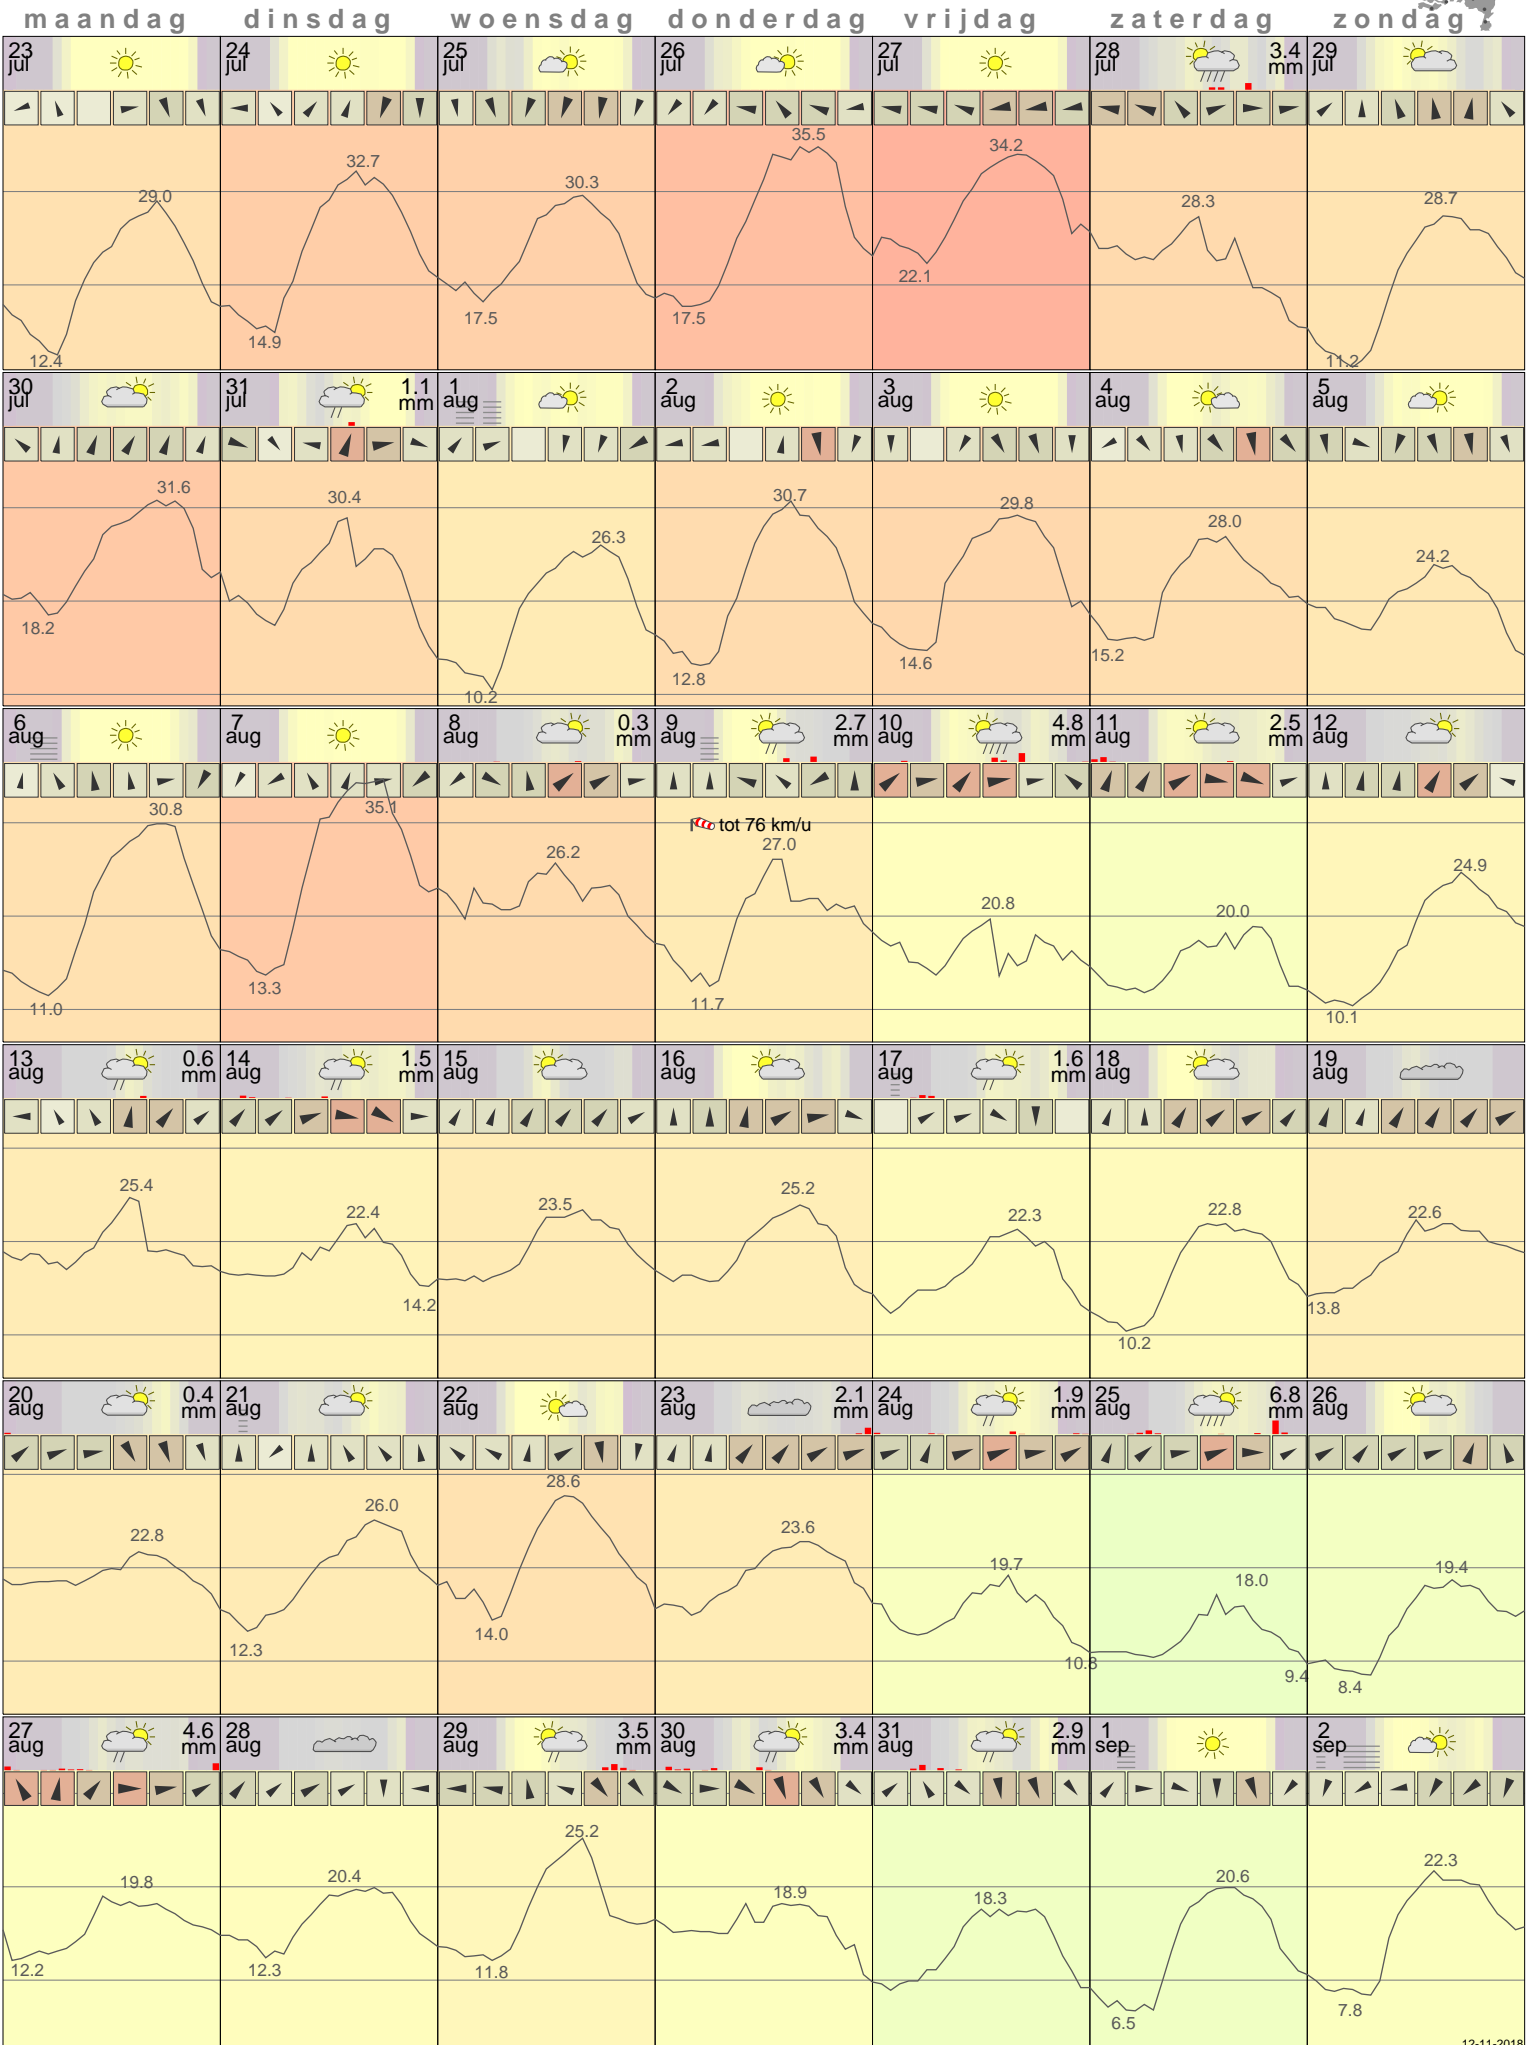 maandag dinsdag woensdag donderdag vrijdag zaterdag zondag
23 24 25 26 27 28 3.4 29
jul jul jul jul jul jul mm jul
35.5
34.2
32.7
30.3
29.0 28.3 28.7
22.1
17.5 17.5
14.9
12.4 11.2
30 31 1.1 1 2 3 4 5
jul jul mm aug aug aug aug aug
31.6
30.4 30.7 29.8
28.0
26.3
24.2
18.2
15.2
14.6
12.8
10.2
6 7 8 0.3 9 2.7 10 4.8 11 2.5 12
aug aug aug mm aug mm aug mm aug mm aug
30.8 35.1
tot 76 km/u
27.0
26.2
24.9
20.8
20.0
13.3
11.7
11.0 10.1
13 0.6 14 1.5 15 16 17 1.6 18 19
aug mm aug mm aug aug aug mm aug aug
25.4 25.2
23.5
22.4 22.3 22.8 22.6
14.2 13.8
10.2
20 0.4 21 22 23 2.1 24 1.9 25 6.8 26
aug mm aug aug aug mm aug mm aug mm aug
28.6
26.0
23.6
22.8
19.7 19.4
18.0
14.0
12.3
10.8
9.4
8.4
27 4.6 28 29 3.5 30 3.4 31 2.9 1 2
aug mm aug aug mm aug mm aug mm sep sep
25.2
22.3
19.8 20.4 20.6
18.9
18.3
12.2 12.3 11.8
7.8
6.5
12-11-2018